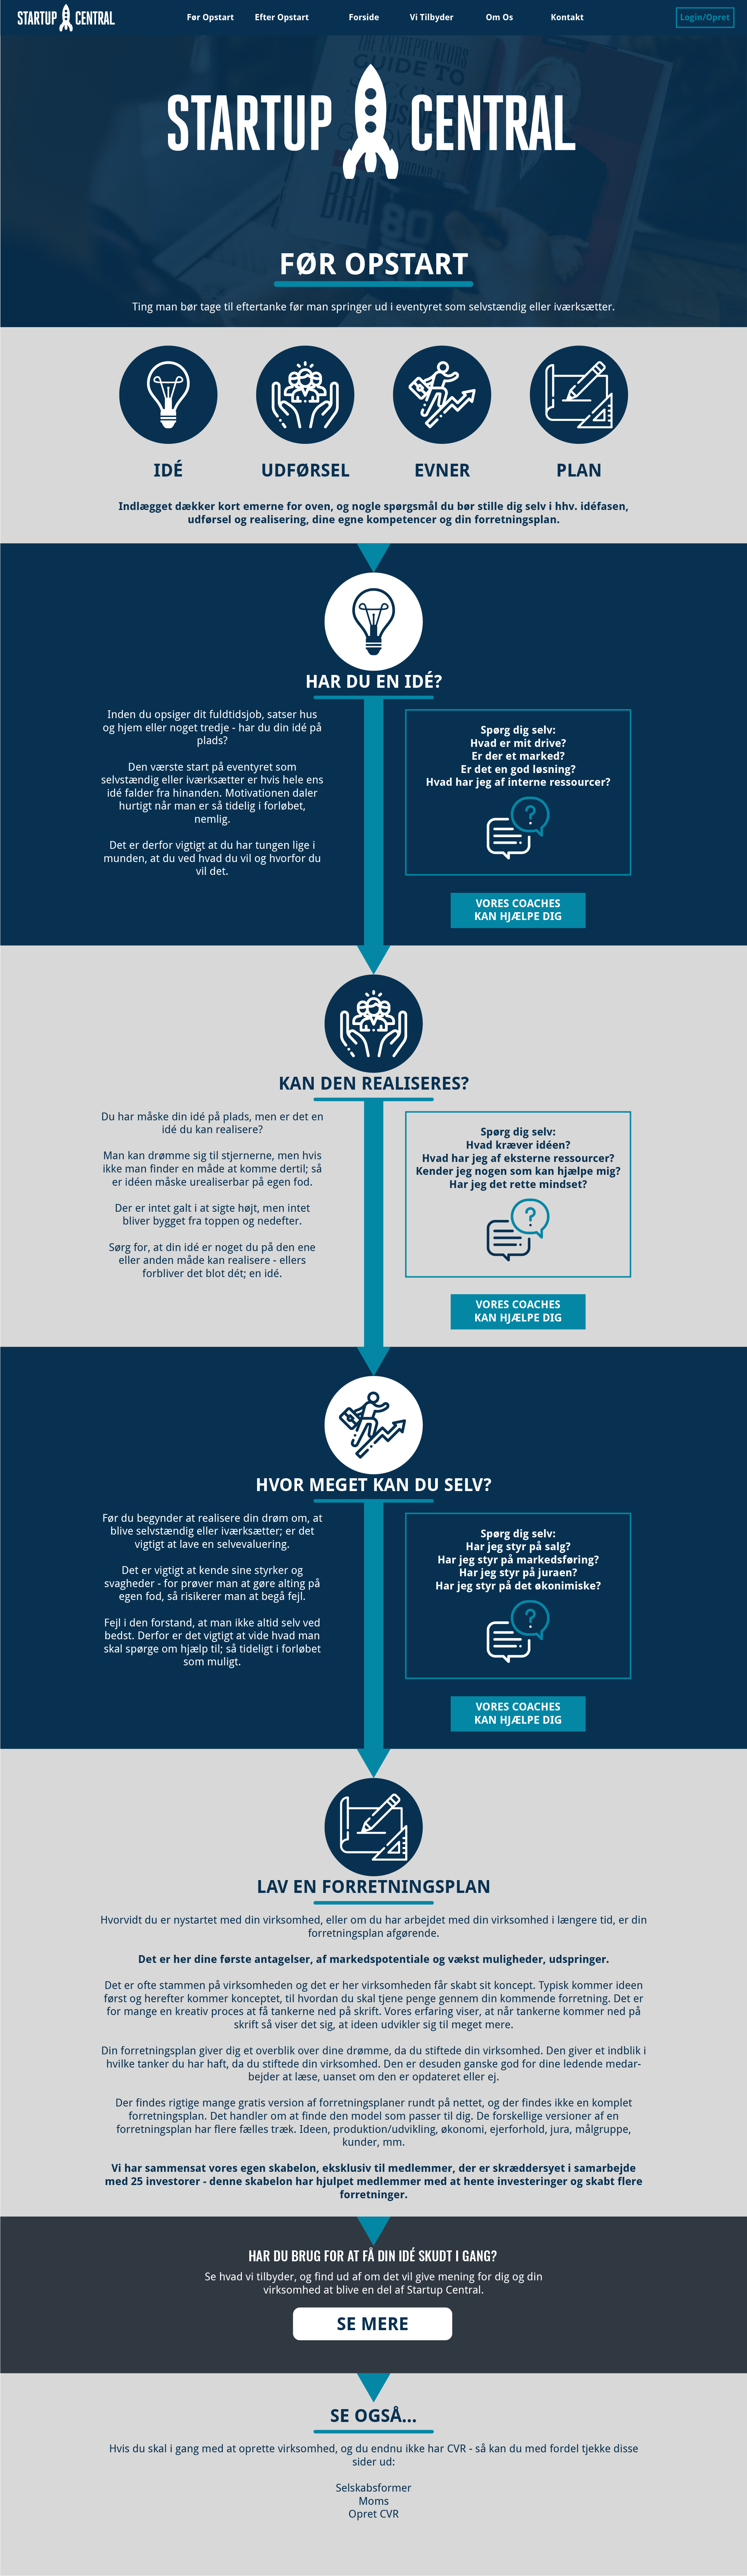 STARTUP CENTRAL
Før Opstart
Efter Opstart
Forside
Vi Tilbyder
Om Os
Kontakt
Login/Opret
STARTUP CENTRAL
FØR OPSTART
Ting man bør tage til eftertanke før man springer ud i eventyret som selvstændig eller iværksætter.
IDÉ
UDFØRSEL
EVNER
PLAN
Indlægget dækker kort emerne for oven, og nogle spørgsmål du bør stille dig selv i hhv. idéfasen,
udførsel og realisering, dine egne kompetencer og din forretningsplan.
HAR DU EN IDÉ?
Inden du opsiger dit fuldtidsjob, satser hus
og hjem eller noget tredje - har du din idé på
plads?
Den værste start på eventyret som
selvstændig eller iværksætter er hvis hele ens
idé falder fra hinanden. Motivationen daler
hurtigt når man er så tidelig i forløbet,
nemlig.
Det er derfor vigtigt at du har tungen lige i
munden, at du ved hvad du vil og hvorfor du
vil det.
Spørg dig selv:
Hvad er mit drive?
Er der et marked?
Er det en god løsning?
Hvad har jeg af interne ressourcer?
VORES COACHES
KAN HJÆLPE DIG
KAN DEN REALISERES?
Du har måske din idé på plads, men er det en
idé du kan realisere?
Man kan drømme sig til stjernerne, men hvis
ikke man finder en måde at komme dertil; så
er idéen måske urealiserbar på egen fod.
Der er intet galt i at sigte højt, men intet
bliver bygget fra toppen og nedefter.
Sørg for, at din idé er noget du på den ene
eller anden måde kan realisere - ellers
forbliver det blot dét; en idé.
Spørg dig selv:
Hvad kræver idéen?
Hvad har jeg af eksterne ressourcer?
Kender jeg nogen som kan hjælpe mig?
Har jeg det rette mindset?
VORES COACHES
KAN HJÆLPE DIG
HVOR MEGET KAN DU SELV?
Før du begynder at realisere din drøm om, at
blive selvstændig eller iværksætter; er det
vigtigt at lave en selvevaluering.
Det er vigtigt at kende sine styrker og
svagheder - for prøver man at gøre alting på
egen fod, så risikerer man at begå fejl.
Fejl i den forstand, at man ikke altid selv ved
bedst. Derfor er det vigtigt at vide hvad man
skal spørge om hjælp til; så tideligt i forløbet
som muligt.
Spørg dig selv:
Har jeg styr på salg?
Har jeg styr på markedsføring?
Har jeg styr på juraen?
Har jeg styr på det økonimiske?
VORES COACHES
KAN HJÆLPE DIG
LAV EN FORRETNINGSPLAN
Hvorvidt du er nystartet med din virksomhed, eller om du har arbejdet med din virksomhed i længere tid, er din
forretningsplan afgørende.
Det er her dine første antagelser, af markedspotentiale og vækst muligheder, udspringer.
Det er ofte stammen på virksomheden og det er her virksomheden får skabt sit koncept. Typisk kommer ideen
først og herefter kommer konceptet, til hvordan du skal tjene penge gennem din kommende forretning. Det er
for mange en kreativ proces at få tankerne ned på skrift. Vores erfaring viser, at når tankerne kommer ned på
skrift så viser det sig, at ideen udvikler sig til meget mere.
Din forretningsplan giver dig et overblik over dine drømme, da du stiftede din virksomhed. Den giver et indblik i
hvilke tanker du har haft, da du stiftede din virksomhed. Den er desuden ganske god for dine ledende medar-
bejder at læse, uanset om den er opdateret eller ej.
Der findes rigtige mange gratis version af forretningsplaner rundt på nettet, og der findes ikke en komplet
forretningsplan. Det handler om at finde den model som passer til dig. De forskellige versioner af en
forretningsplan har flere fælles træk. Ideen, produktion/udvikling, økonomi, ejerforhold, jura, målgruppe,
kunder, mm.
Vi har sammensat vores egen skabelon, eksklusiv til medlemmer, der er skræddersyet i samarbejde
med 25 investorer - denne skabelon har hjulpet medlemmer med at hente investeringer og skabt flere
forretninger.
HAR DU BRUG FOR AT FÅ DIN IDÉ SKUDT I GANG?
Se hvad vi tilbyder, og find ud af om det vil give mening for dig og din
virksomhed at blive en del af Startup Central.
SE MERE
SE OGSÅ...
Hvis du skal i gang med at oprette virksomhed, og du endnu ikke har CVR - så kan du med fordel tjekke disse
sider ud:
Selskabsformer
Moms
Opret CVR